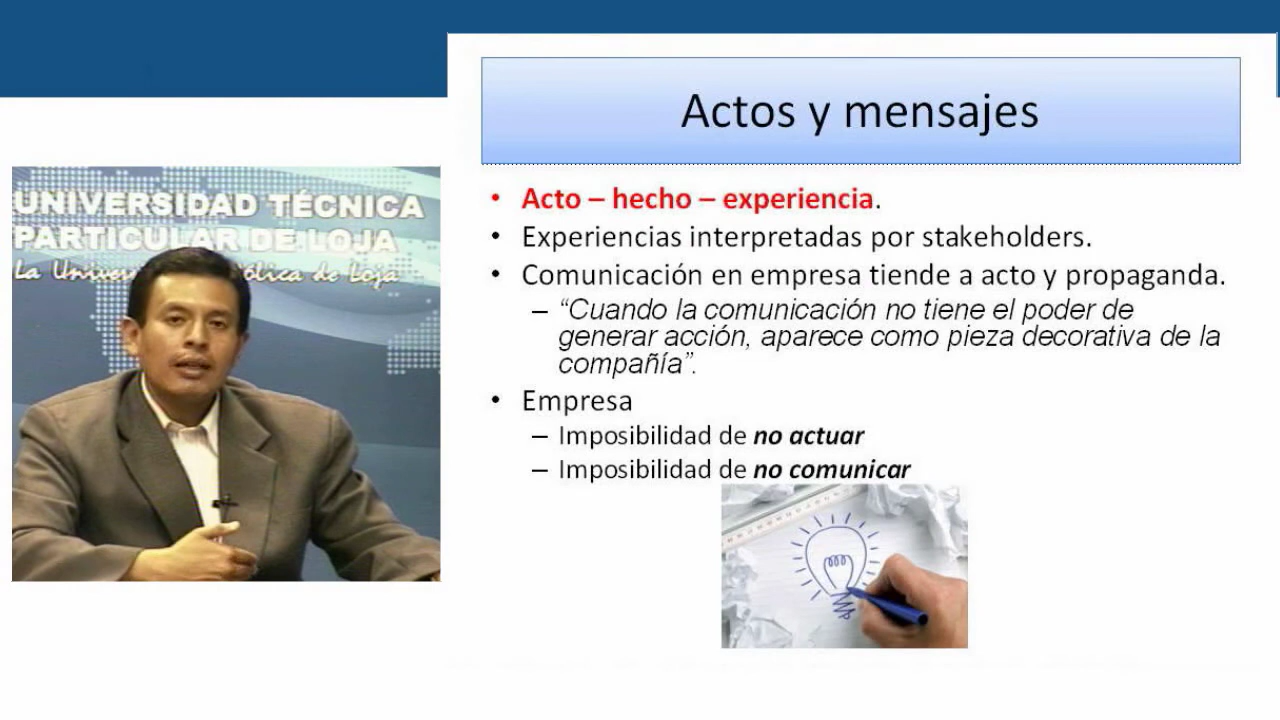 Actos y mensajes
UNIVERSIDAD TÉCNICA
PARTICULAR DE LOJA
La ólica de Loja
• Acto – hecho – experiencia.
• Experiencias interpretadas por stakeholders.
• Comunicación en empresa tiende a acto y propaganda.
– “Cuando la comunicación no tiene el poder de
generar acción, aparece como pieza decorativa de la
compañía”.
• Empresa
– Imposibilidad de no actuar
– Imposibilidad de no comunicar